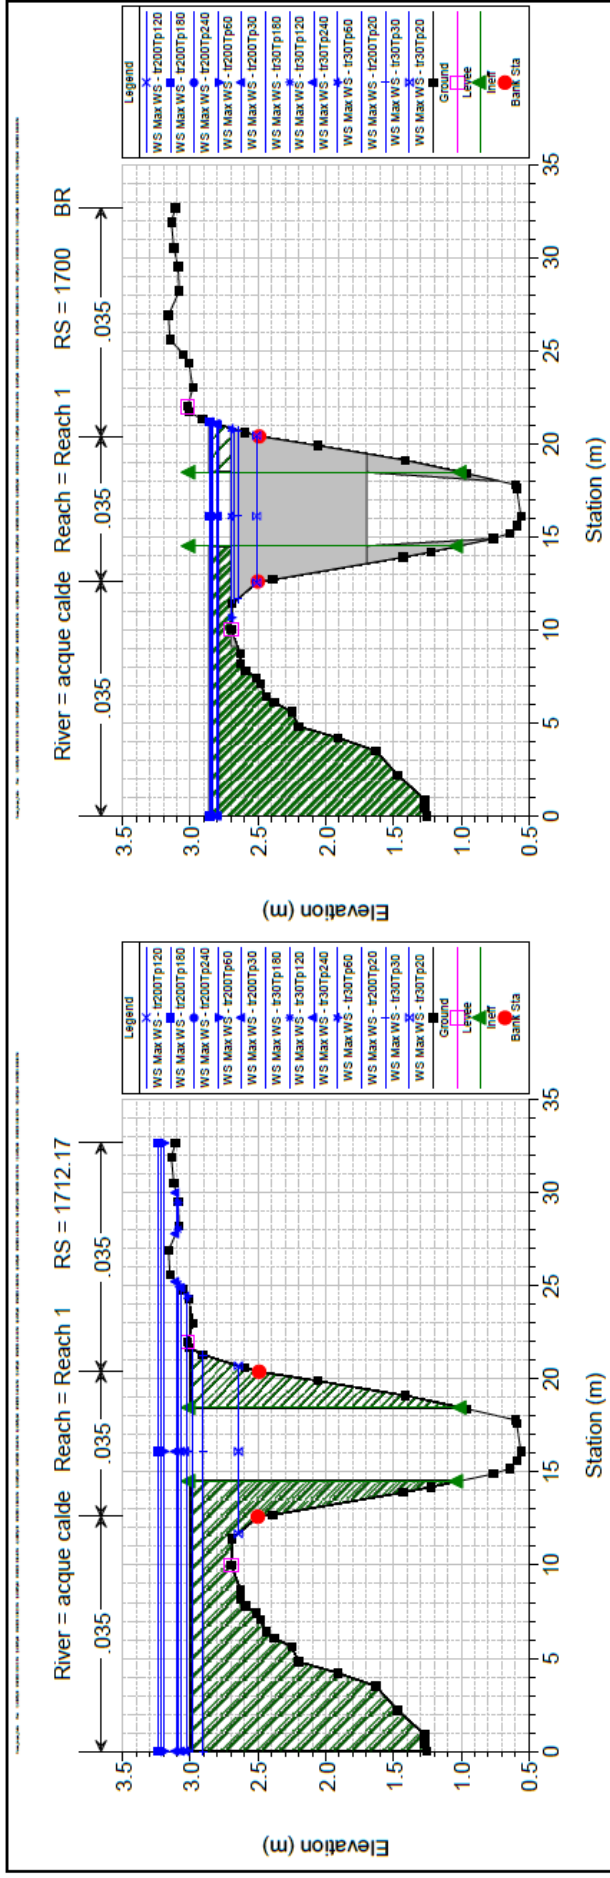 River = acque calde   Reach = Reach 1   RS = 1712.17
.035
.035
.035
Elevation (m)
3.5
3.0
2.5
2.0
1.5
1.0
0.5
0
5
10
15
20
25
30
35
Station (m)
Legend
WS Max WS - tr200Tp120
WS Max WS - tr200Tp180
WS Max WS - tr200Tp240
WS Max WS - tr200Tp60
WS Max WS - tr200Tp30
WS Max WS - tr30Tp180
WS Max WS - tr30Tp120
WS Max WS - tr30Tp240
WS Max WS - tr30Tp60
WS Max WS - tr200Tp20
WS Max WS - tr30Tp30
WS Max WS - tr30Tp20
Ground
Levee
Ineff
Bank Sta
River = acque calde   Reach = Reach 1   RS = 1700   BR
.035
.035
.035
Elevation (m)
3.5
3.0
2.5
2.0
1.5
1.0
0.5
0
5
10
15
20
25
30
35
Station (m)
Legend
WS Max WS - tr200Tp120
WS Max WS - tr200Tp180
WS Max WS - tr200Tp240
WS Max WS - tr200Tp60
WS Max WS - tr200Tp30
WS Max WS - tr30Tp180
WS Max WS - tr30Tp120
WS Max WS - tr30Tp240
WS Max WS - tr30Tp60
WS Max WS - tr200Tp20
WS Max WS - tr30Tp30
WS Max WS - tr30Tp20
Ground
Levee
Ineff
Bank Sta